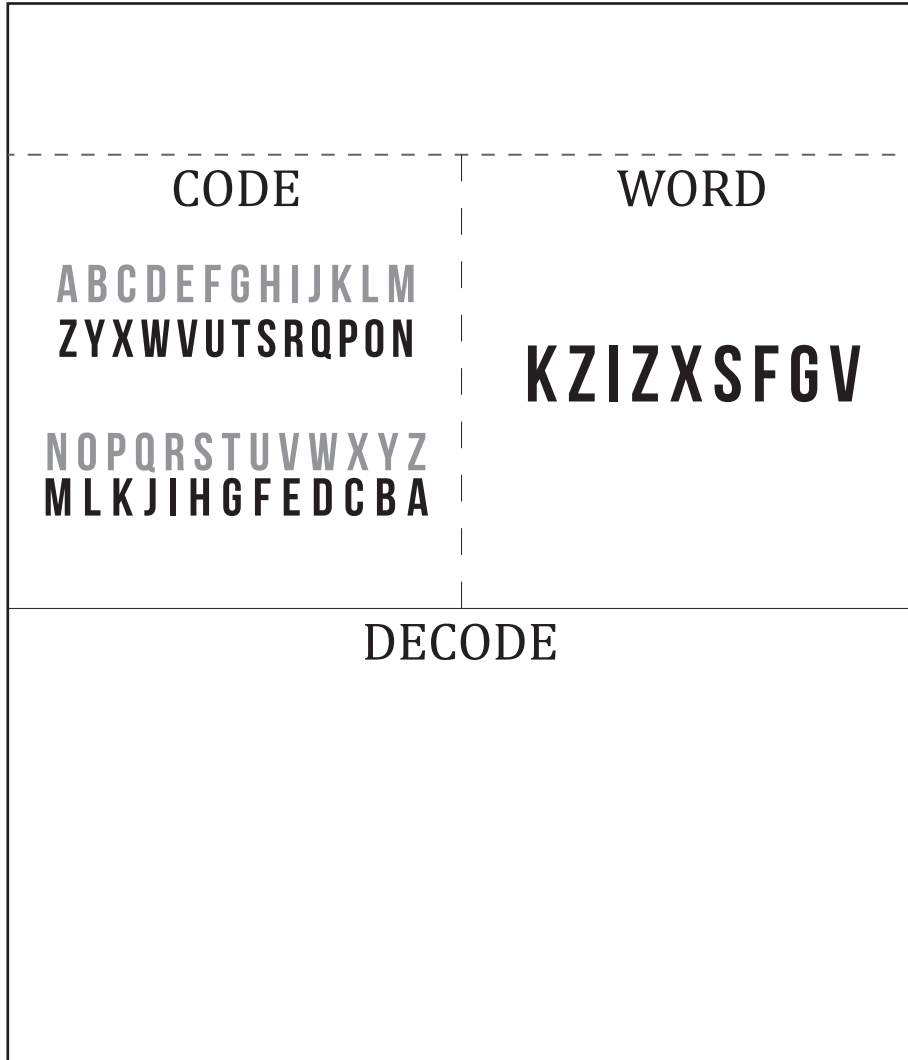 CODE
ABCDEFGHIJKLM
ZYXWVUTSRQPON
NOPQRSTUVWXYZ
MLKJIHGFEDCBA
WORD
KZIZXSFGV
DECODE